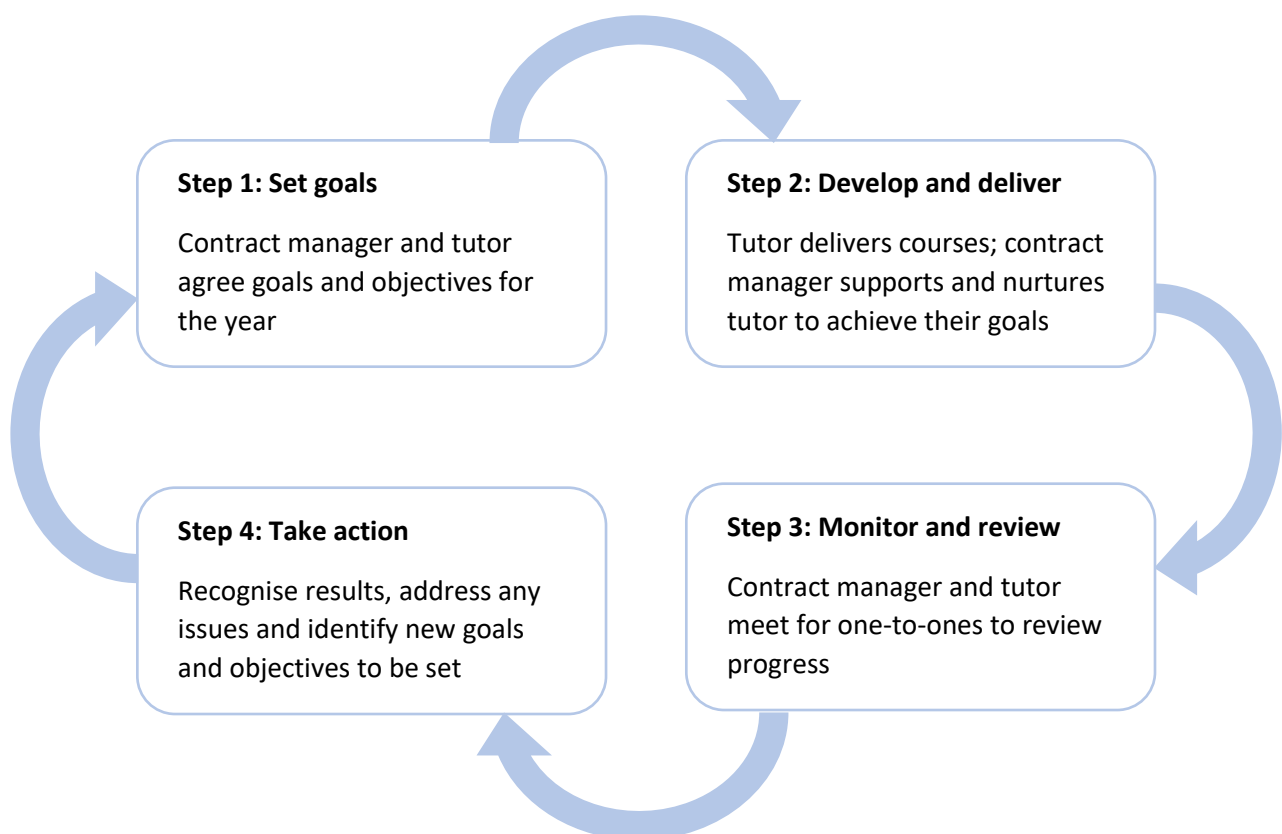 Step 1: Set goals
Contract manager and tutor
agree goals and objectives for
the year
Step 2: Develop and deliver
Tutor delivers courses; contract
manager supports and nurtures
tutor to achieve their goals
Step 3: Monitor and review
Contract manager and tutor
meet for one-to-ones to review
progress
Step 4: Take action
Recognise results, address any
issues and identify new goals
and objectives to be set